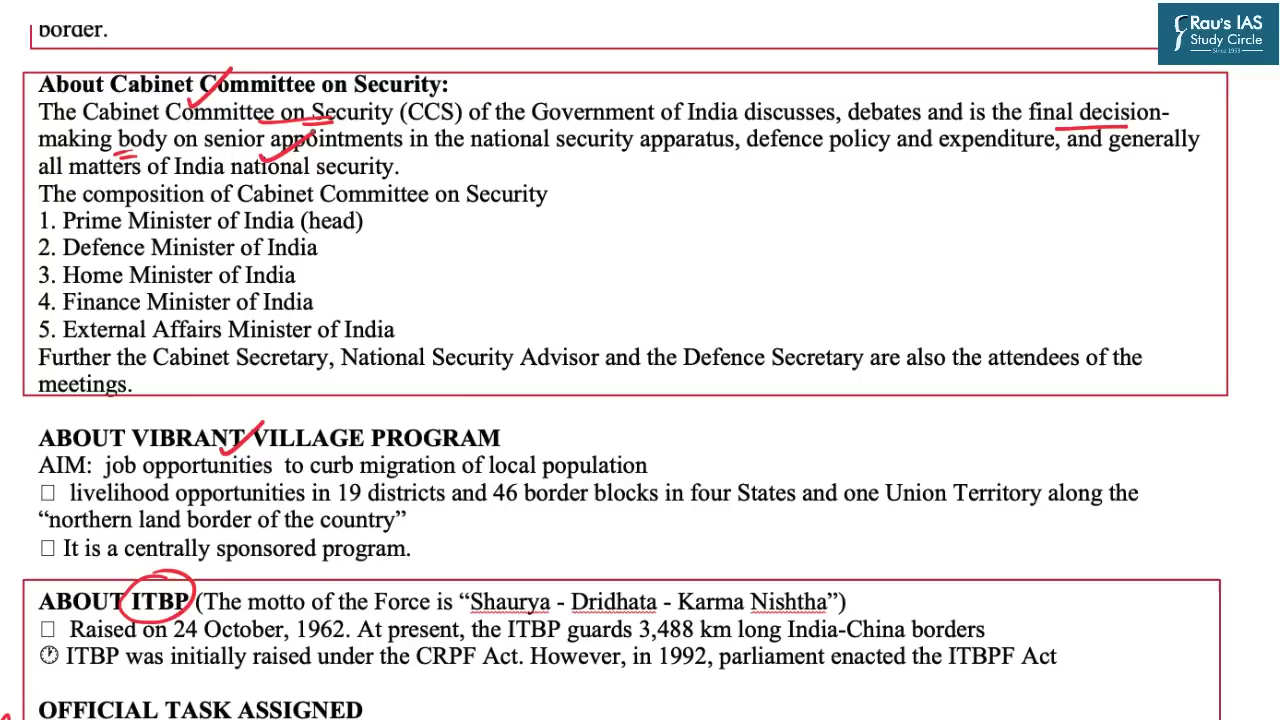 border.
Rau's IAS
Study Circle
Since 1953
About Cabinet Committee on Security:
The Cabinet Committee on Security (CCS) of the Government of India discusses, debates and is the final decision-
making body on senior appointments in the national security apparatus, defence policy and expenditure, and generally
all matters of India national security.
The composition of Cabinet Committee on Security
1. Prime Minister of India (head)
2. Defence Minister of India
3. Home Minister of India
4. Finance Minister of India
5. External Affairs Minister of India
Further the Cabinet Secretary, National Security Advisor and the Defence Secretary are also the attendees of the
meetings.
ABOUT VIBRANT VILLAGE PROGRAM
AIM: job opportunities to curb migration of local population
livelihood opportunities in 19 districts and 46 border blocks in four States and one Union Territory along the
“northern land border of the country”
It is a centrally sponsored program.
ABOUT ITBP (The motto of the Force is “Shaurya - Dridhata - Karma Nishtha”)
Raised on 24 October, 1962. At present, the ITBP guards 3,488 km long India-China borders
ITBP was initially raised under the CRPF Act. However, in 1992, parliament enacted the ITBPF Act
OFFICIAL TASK ASSIGNED